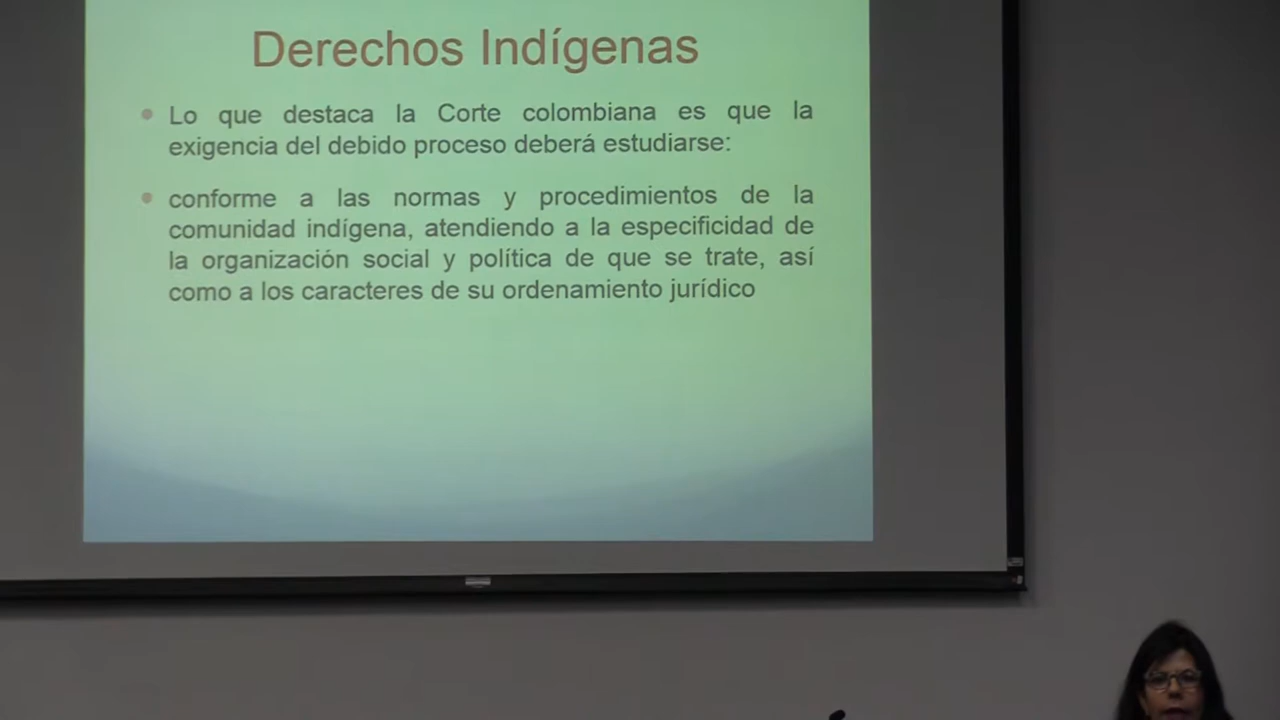 Derechos Indígenas
Lo que destaca la Corte colombiana es que la
exigencia del debido proceso deberá estudiarse:
conforme a las normas y procedimientos de la
comunidad indígena, atendiendo a la especificidad de
la organización social y política de que se trate, así
como a los caracteres de su ordenamiento jurídico